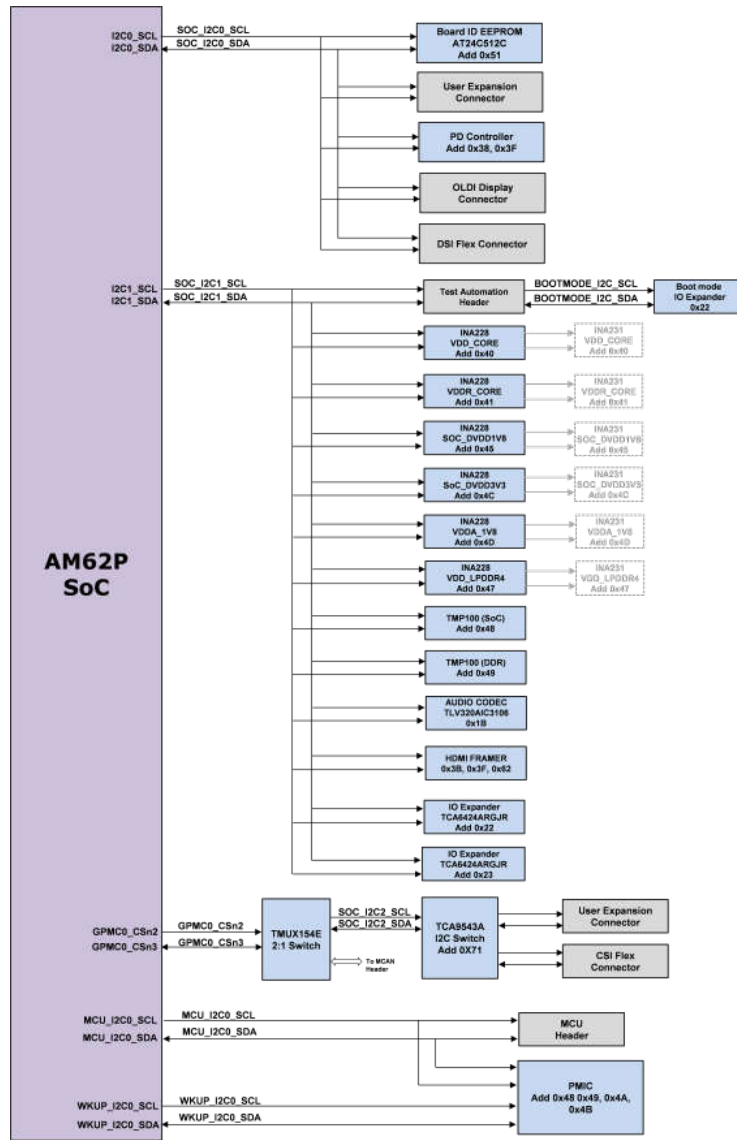 I2C0_SCL
SOC_I2C0_SCL
I2C0_SDA
SOC_I2C0_SDA
Board ID EEPROM
AT24C512C
Add 0x51
User Expansion
Connector
PD Controller
Add 0x38, 0x3F
OLDI Display
Connector
DSI Flex Connector
I2C1_SCL
SOC_I2C1_SCL
I2C1_SDA
SOC_I2C1_SDA
Test Automation
Header
BOOTMODE_I2C_SCL
BOOTMODE_I2C_SDA
Boot mode
IO Expander
0x22
INA228
VDD_CORE
Add 0x40
INA231
VDD_CORE
Add 0x40
INA228
VDDR_CORE
Add 0x41
INA231
VDDR_CORE
Add 0x41
INA228
SOC_DVDD1V8
Add 0x45
INA231
SOC_DVDD1V8
Add 0x45
INA228
SoC_DVDD3V3
Add 0x4C
INA231
SOC_DVDD3V3
Add 0x4C
INA228
VDDA_1V8
Add 0x4D
INA231
VDDA_1V8
Add 0x4D
INA228
VDD_LPDDR4
Add 0x47
INA231
VDD_LPDDR4
Add 0x47
AM62P
SoC
TMP100 (SoC)
Add 0x48
TMP100 (DDR)
Add 0x49
AUDIO CODEC
TLV320AIC3106
0x1B
HDMI FRAMER
0x3B, 0x3F, 0x62
IO Expander
TCA6424ARGJR
Add 0x22
IO Expander
TCA6424ARGJR
Add 0x23
GPMC0_CSn2
GPMC0_CSn2
GPMC0_CSn3
GPMC0_CSn3
TMUX154E
2:1 Switch
SOC_I2C2_SCL
SOC_I2C2_SDA
To MCAN
Header
TCA9543A
I2C Switch
Add 0X71
User Expansion
Connector
CSI Flex
Connector
MCU_I2C0_SCL
MCU_I2C0_SCL
MCU_I2C0_SDA
MCU_I2C0_SDA
MCU
Header
PMIC
Add 0x48 0x49, 0x4A,
0x4B
WKUP_I2C0_SCL
WKUP_I2C0_SCL
WKUP_I2C0_SDA
WKUP_I2C0_SDA